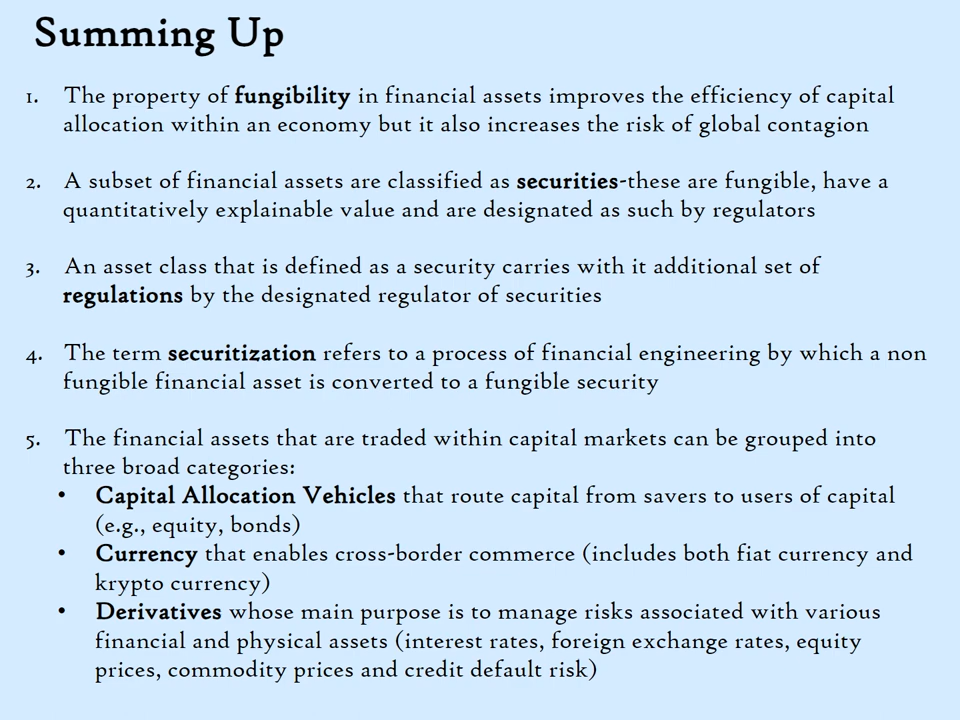 Summing Up
1. The property of fungibility in financial assets improves the efficiency of capital
allocation within an economy but it also increases the risk of global contagion
2. A subset of financial assets are classified as securities-these are fungible, have a
quantitatively explainable value and are designated as such by regulators
3. An asset class that is defined as a security carries with it additional set of
regulations by the designated regulator of securities
4. The term securitization refers to a process of financial engineering by which a non
fungible financial asset is converted to a fungible security
5. The financial assets that are traded within capital markets can be grouped into
three broad categories:
• Capital Allocation Vehicles that route capital from savers to users of capital
(e.g., equity, bonds)
• Currency that enables cross-border commerce (includes both fiat currency and
krypto currency)
• Derivatives whose main purpose is to manage risks associated with various
financial and physical assets (interest rates, foreign exchange rates, equity
prices, commodity prices and credit default risk)